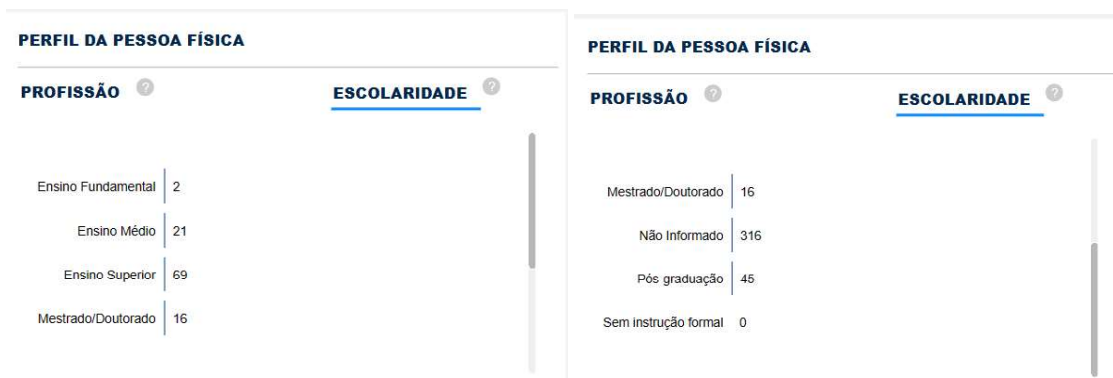 PERFIL DA PESSOA FÍSICA
PROFISSÃO ? ESCOLARIDADE ?
Ensino Fundamental 2
Ensino Médio 21
Ensino Superior 69
Mestrado/Doutorado 16
PERFIL DA PESSOA FÍSICA
PROFISSÃO ? ESCOLARIDADE ?
Mestrado/Doutorado 16
Não Informado 316
Pós graduação 45
Sem instrução formal 0